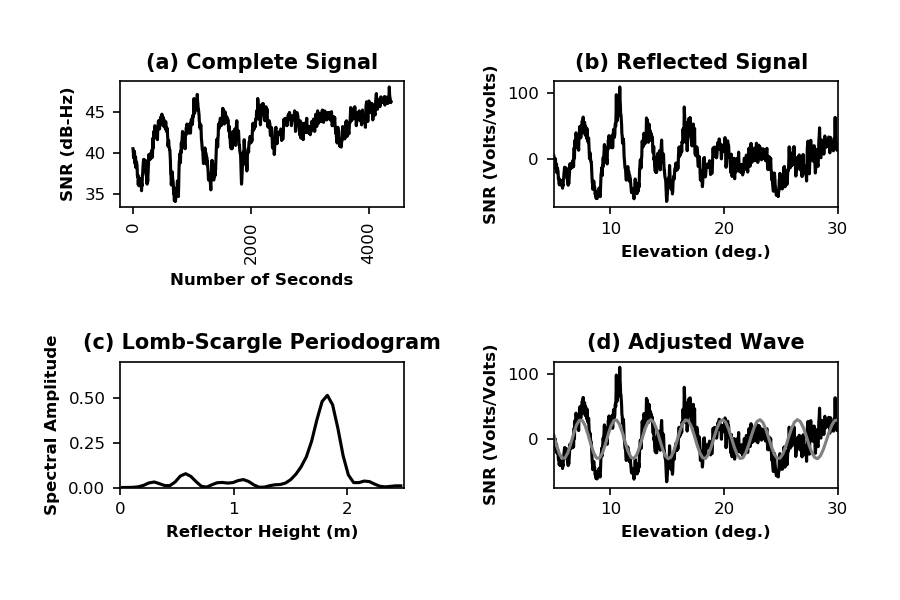 (a) Complete Signal
SNR (dB-Hz)
45
40
35
0
2000
4000
Number of Seconds
(b) Reflected Signal
SNR (Volts/volts)
100
0
10
20
30
Elevation (deg.)
(c) Lomb-Scargle Periodogram
Spectral Amplitude
0.50
0.25
0.00
0
1
2
Reflector Height (m)
(d) Adjusted Wave
SNR (Volts/Volts)
100
0
10
20
30
Elevation (deg.)